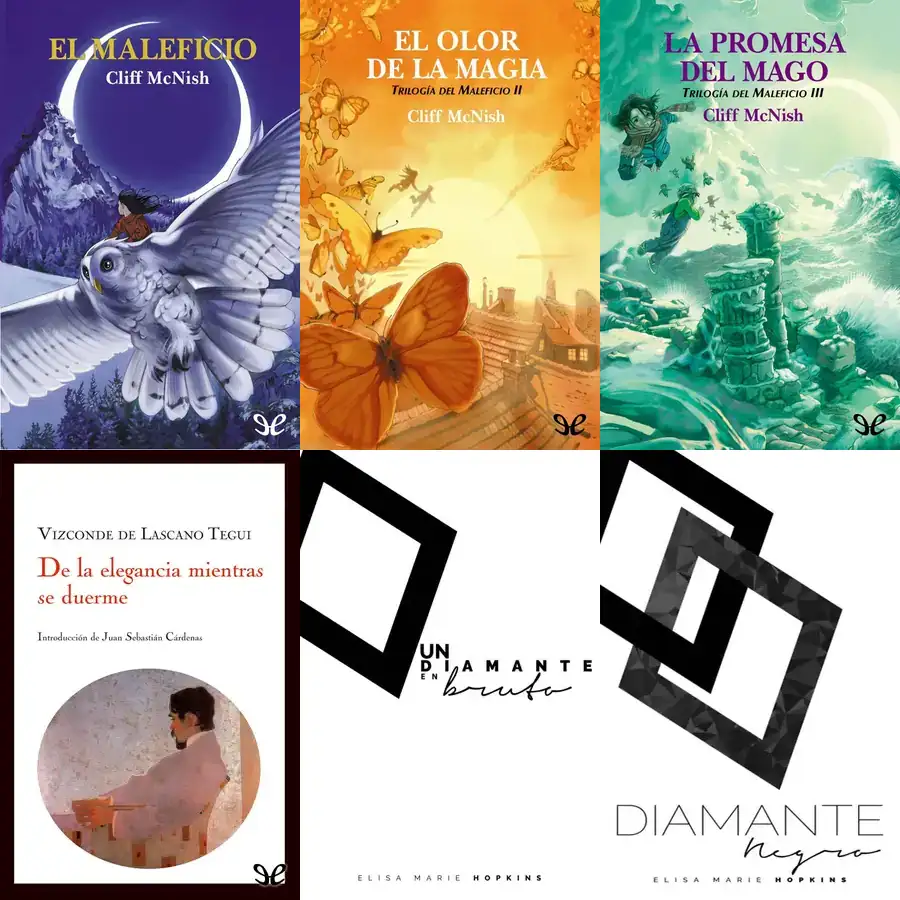 EL MALEFICIO
Cliff McNish
EL OLOR
DE LA MAGIA
TRILOGÍA DEL MALEFICIO II
Cliff McNish
LA PROMESA
DEL MAGO
TRILOGÍA DEL MALEFICIO III
Cliff McNish
VIZCONDE DE LASCANO TEGUI
De la elegancia mientras
se duerme
Introducción de Juan Sebastián Cárdenas
UN
DIAMANTE
EN bruto
ELISA MARIE HOPKINS
DIAMANTE
negro
ELISA MARIE HOPKINS